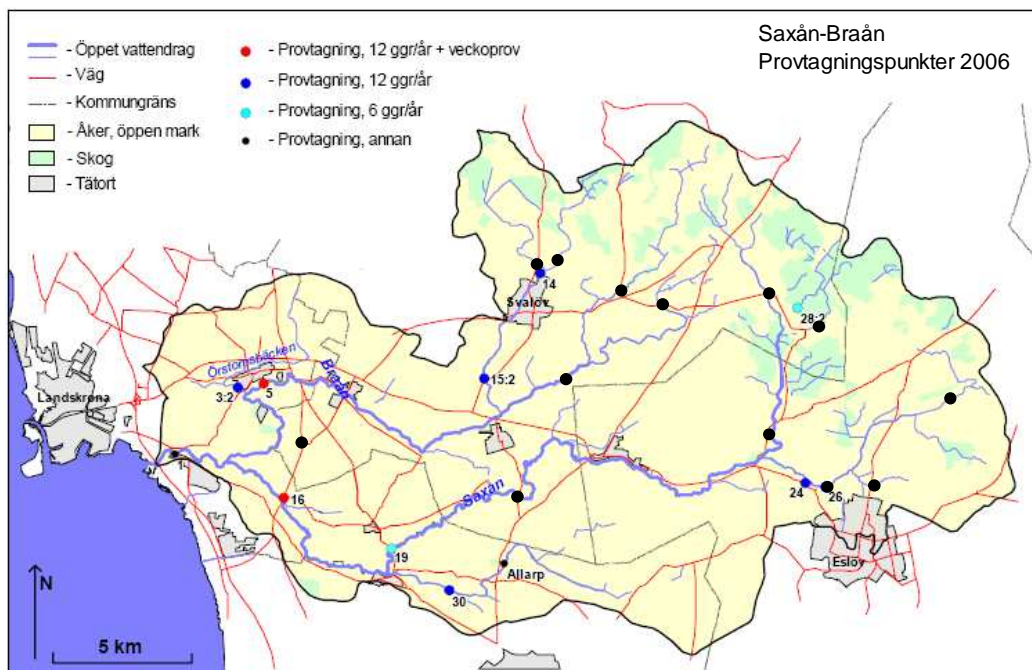 Saxån-Braån
Provtagningspunkter 2006
- Öppet vattendrag
- Väg
- Kommungräns
- Åker, öppen mark
- Skog
- Tätort
- Provtagning, 12 ggr/år + veckoprov
- Provtagning, 12 ggr/år
- Provtagning, 6 ggr/år
- Provtagning, annan
14
Svalöv
28:2
Örstorpsbäcken
Braån
3:2
5
15:2
Landskrona
1
16
Saxån
24
26
19
Allarp
Eslöv
30
N
5 km